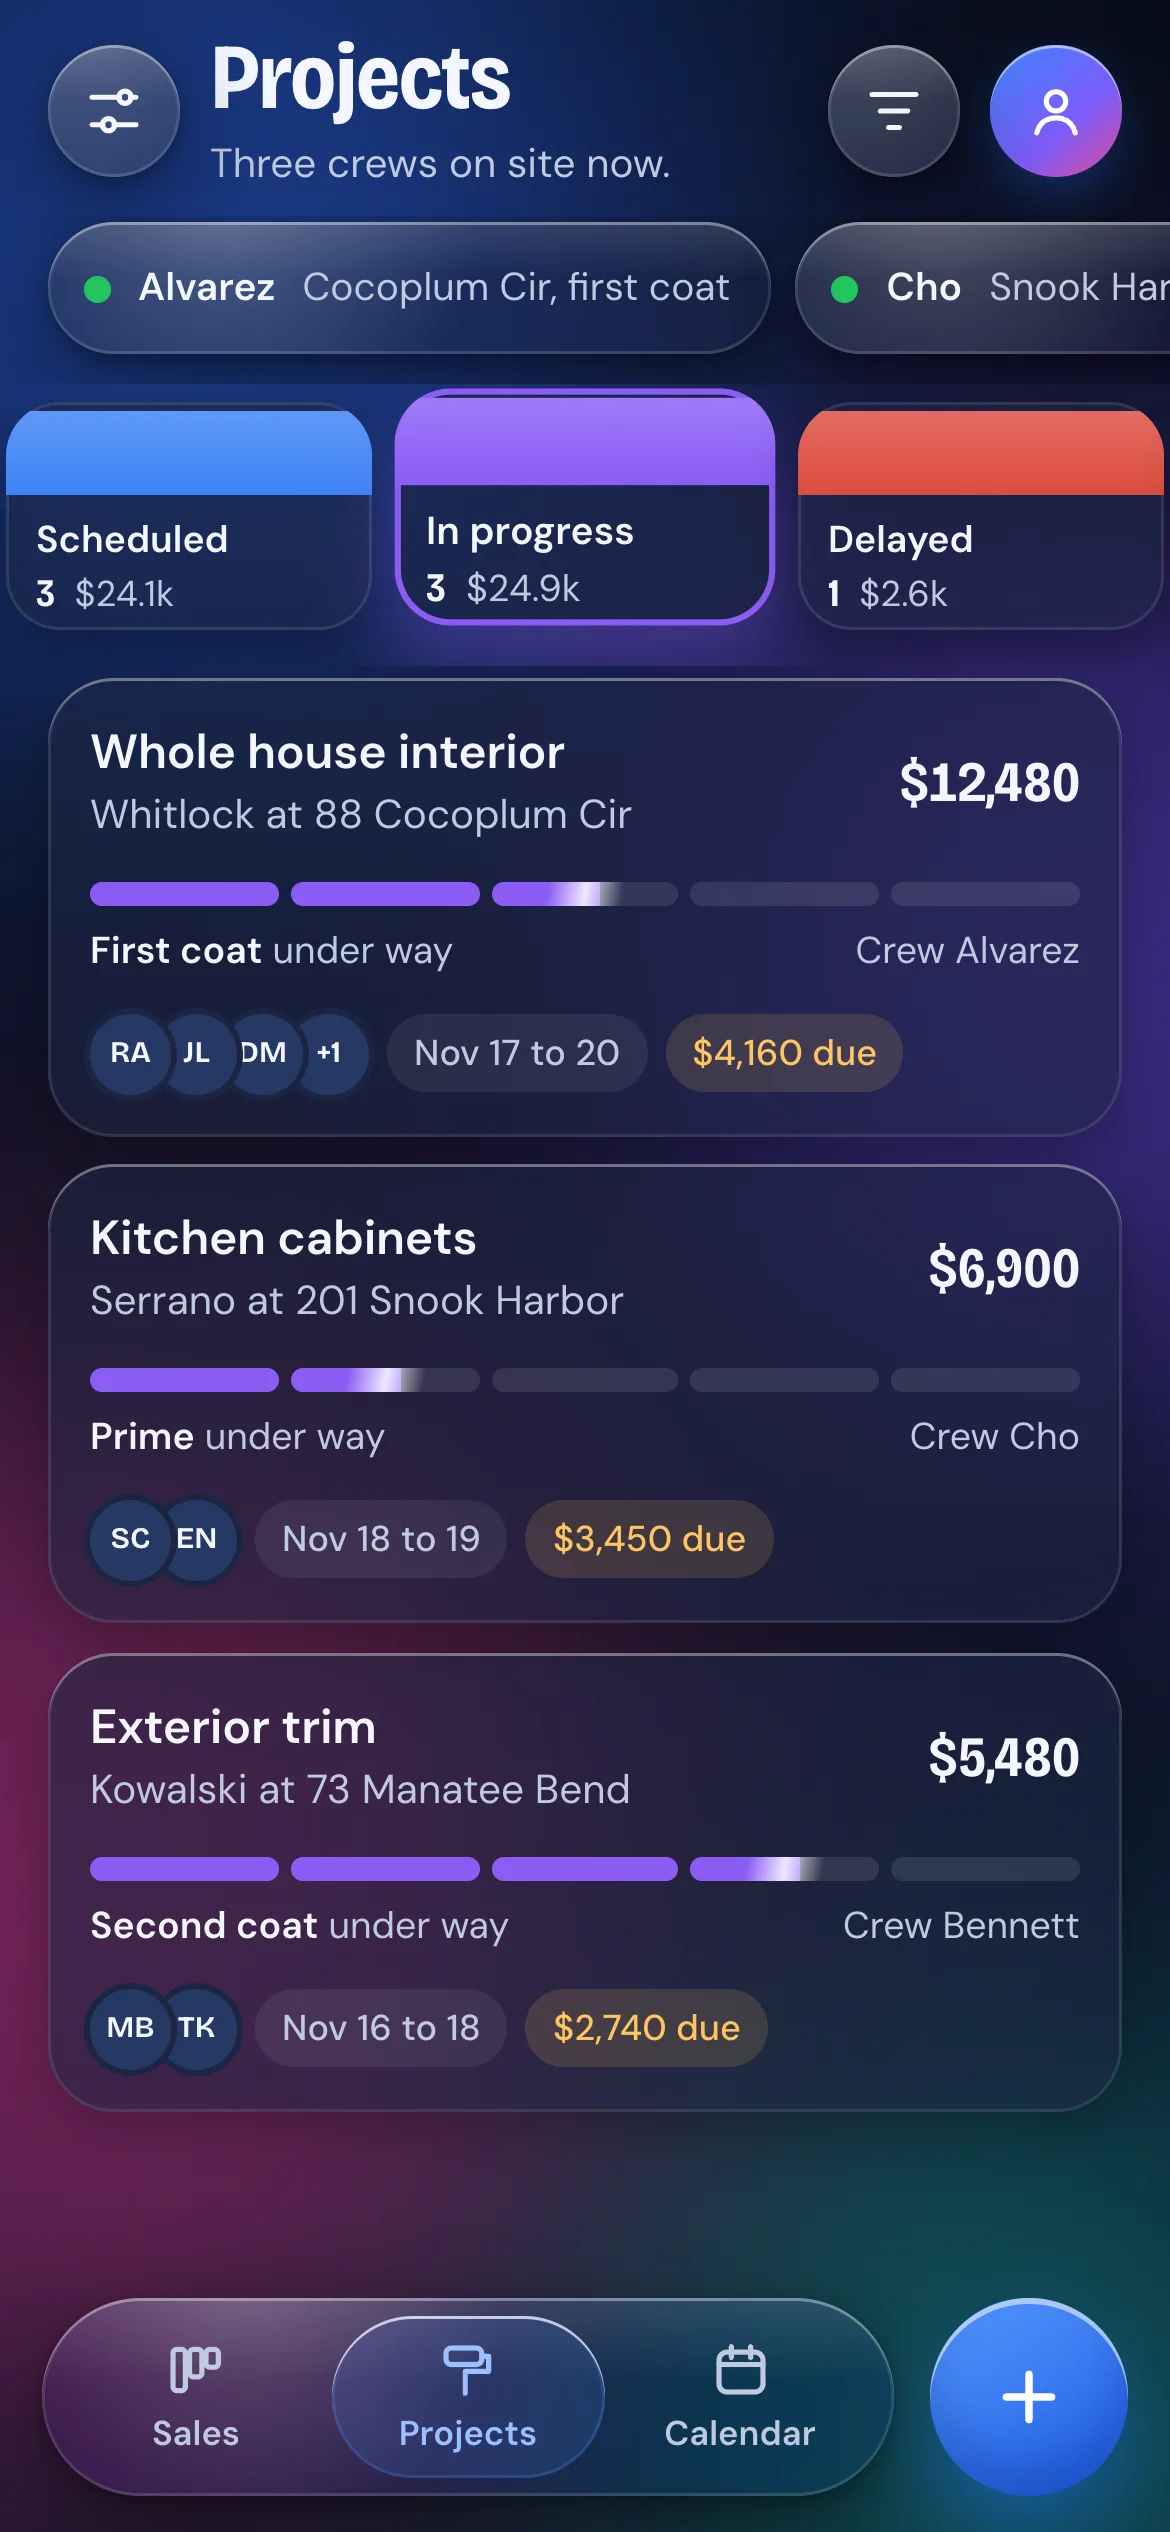 Projects
Three crews on site now.
Alvarez Cocoplum Cir, first coat
Cho Snook Har
Scheduled
3 $24.1k
In progress
3 $24.9k
Delayed
1 $2.6k
Whole house interior
Whitlock at 88 Cocoplum Cir
$12,480
First coat under way
Crew Alvarez
RA JL DM +1 Nov 17 to 20 $4,160 due
Kitchen cabinets
Serrano at 201 Snook Harbor
$6,900
Prime under way
Crew Cho
SC EN Nov 18 to 19 $3,450 due
Exterior trim
Kowalski at 73 Manatee Bend
$5,480
Second coat under way
Crew Bennett
MB TK Nov 16 to 18 $2,740 due
Sales
Projects
Calendar